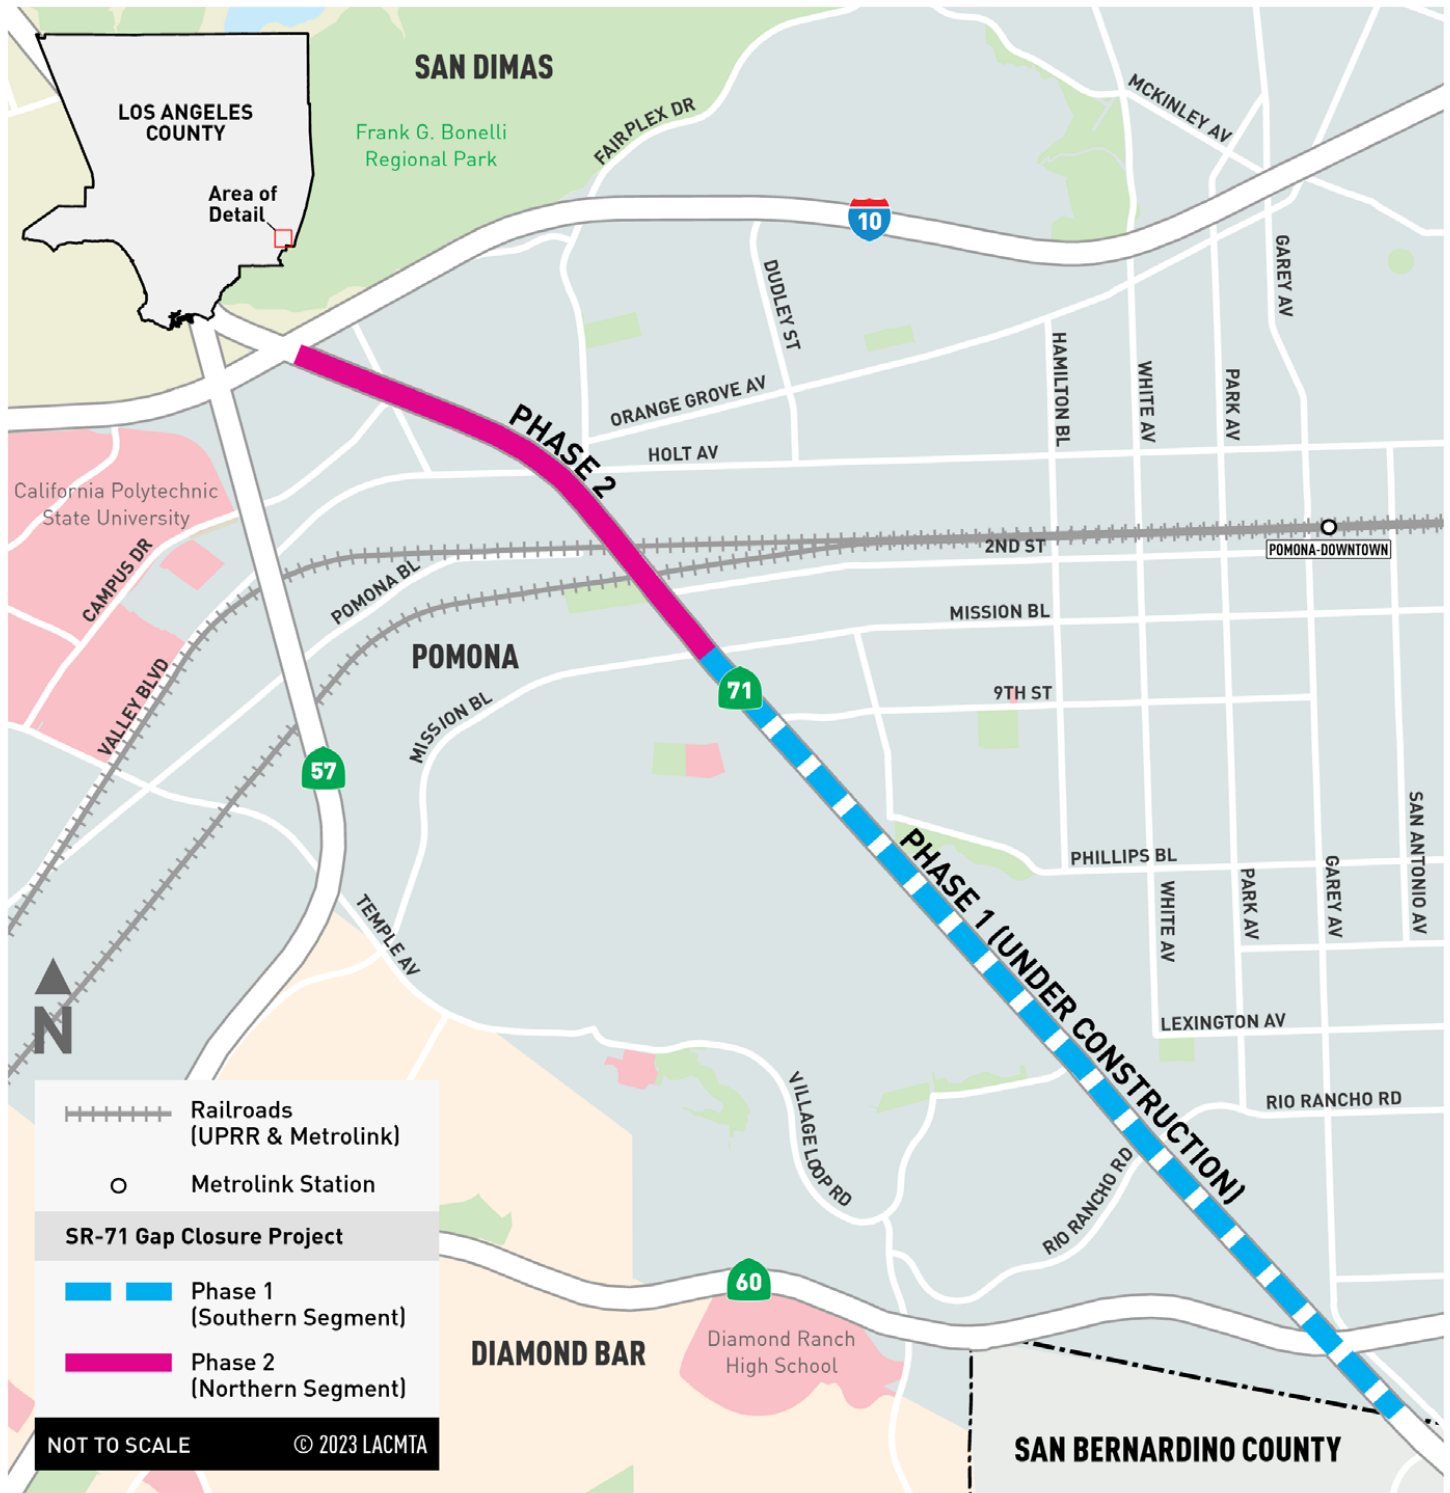 SAN DIMAS
Frank G. Bonelli
Regional Park
LOS ANGELES
COUNTY
Area of
Detail
FAIRPLEX DR
MCKINLEY AV
10
GAREY AV
DUDLEY ST
HAMILTON BL
WHITE AV
PARK AV
ORANGE GROVE AV
PHASE 2
HOLT AV
California Polytechnic
State University
CAMPUS DR
POMONA BL
2ND ST
POMONA-DOWNTOWN
MISSION BL
POMONA
VALLEY BLVD
MISSION BL
71
9TH ST
57
SAN ANTONIO AV
PHASE 1 (UNDER CONSTRUCTION)
PHILLIPS BL
WHITE AV
PARK AV
GAREY AV
TEMPLE AV
N
LEXINGTON AV
VILLAGE LOOP RD
RIO RANCHO RD
RIO RANCHO RD
60
DIAMOND BAR
Diamond Ranch
High School
SAN BERNARDINO COUNTY
Railroads
(UPRR & Metrolink)
Metrolink Station
SR-71 Gap Closure Project
Phase 1
(Southern Segment)
Phase 2
(Northern Segment)
NOT TO SCALE © 2023 LACMTA